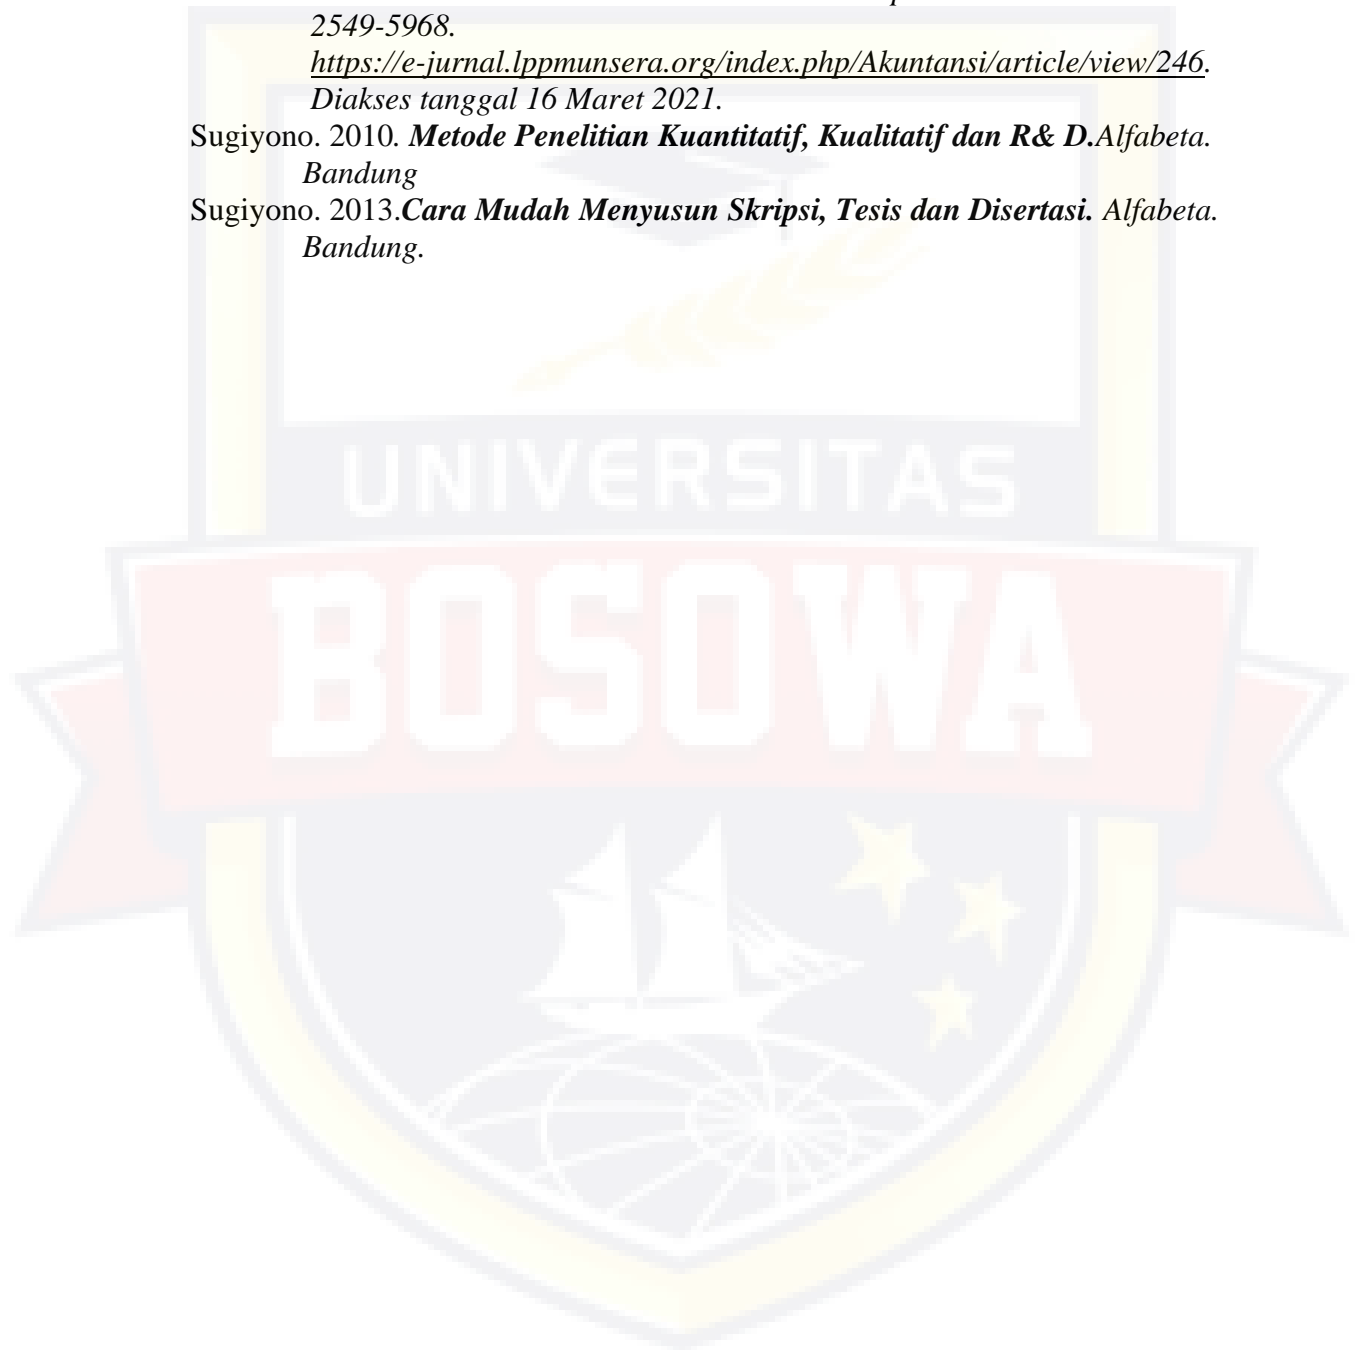 2549-5968.
https://e-jurnal.lppmunsera.org/index.php/Akuntansi/article/view/246.
Diakses tanggal 16 Maret 2021.
Sugiyono. 2010. Metode Penelitian Kuantitatif, Kualitatif dan R& D.Alfabeta.
Bandung
Sugiyono. 2013.Cara Mudah Menyusun Skripsi, Tesis dan Disertasi. Alfabeta.
Bandung.
UNIVERSITAS
BOSOWA